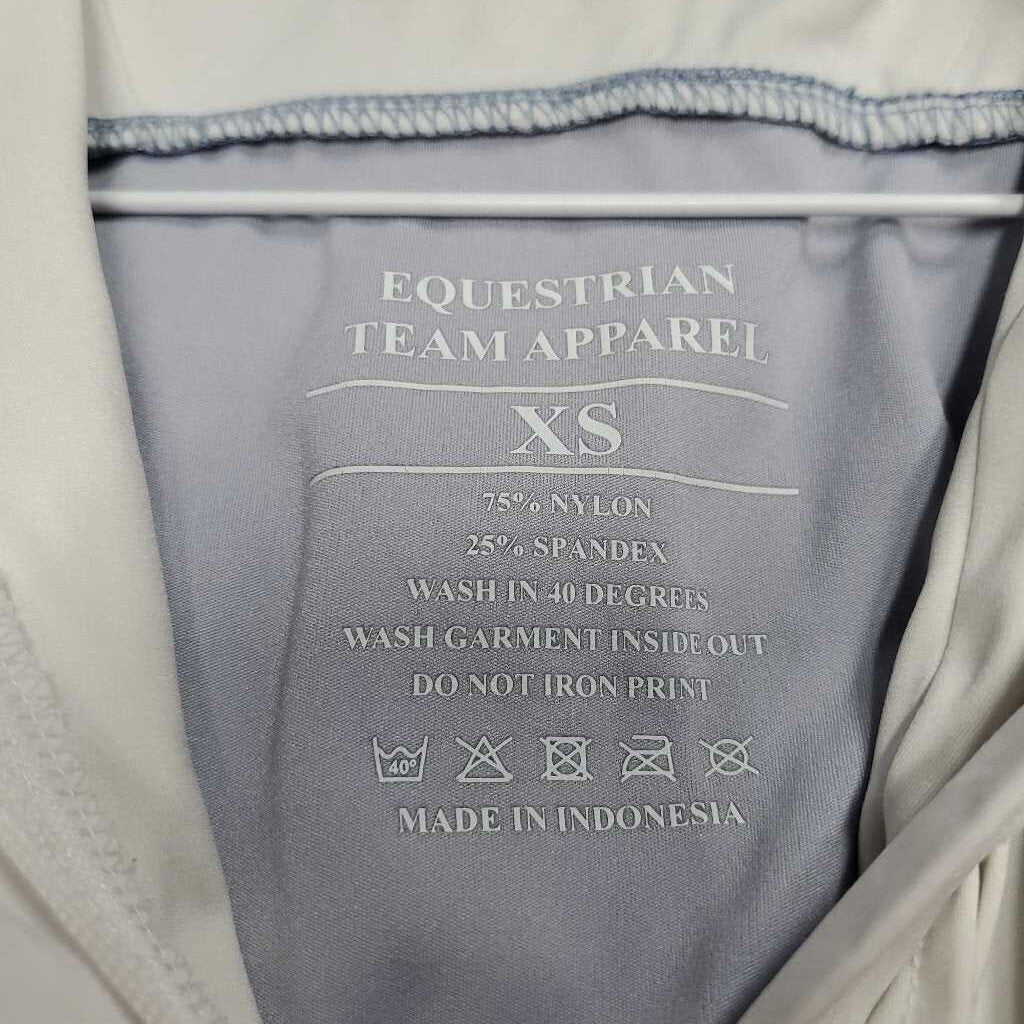 EQUESTRIAN
TEAM APPAREL
XS
75% NYLON
25% SPANDEX
WASH IN 40 DEGREES
WASH GARMENT INSIDE OUT
DO NOT IRON PRINT
40°
MADE IN INDONESIA